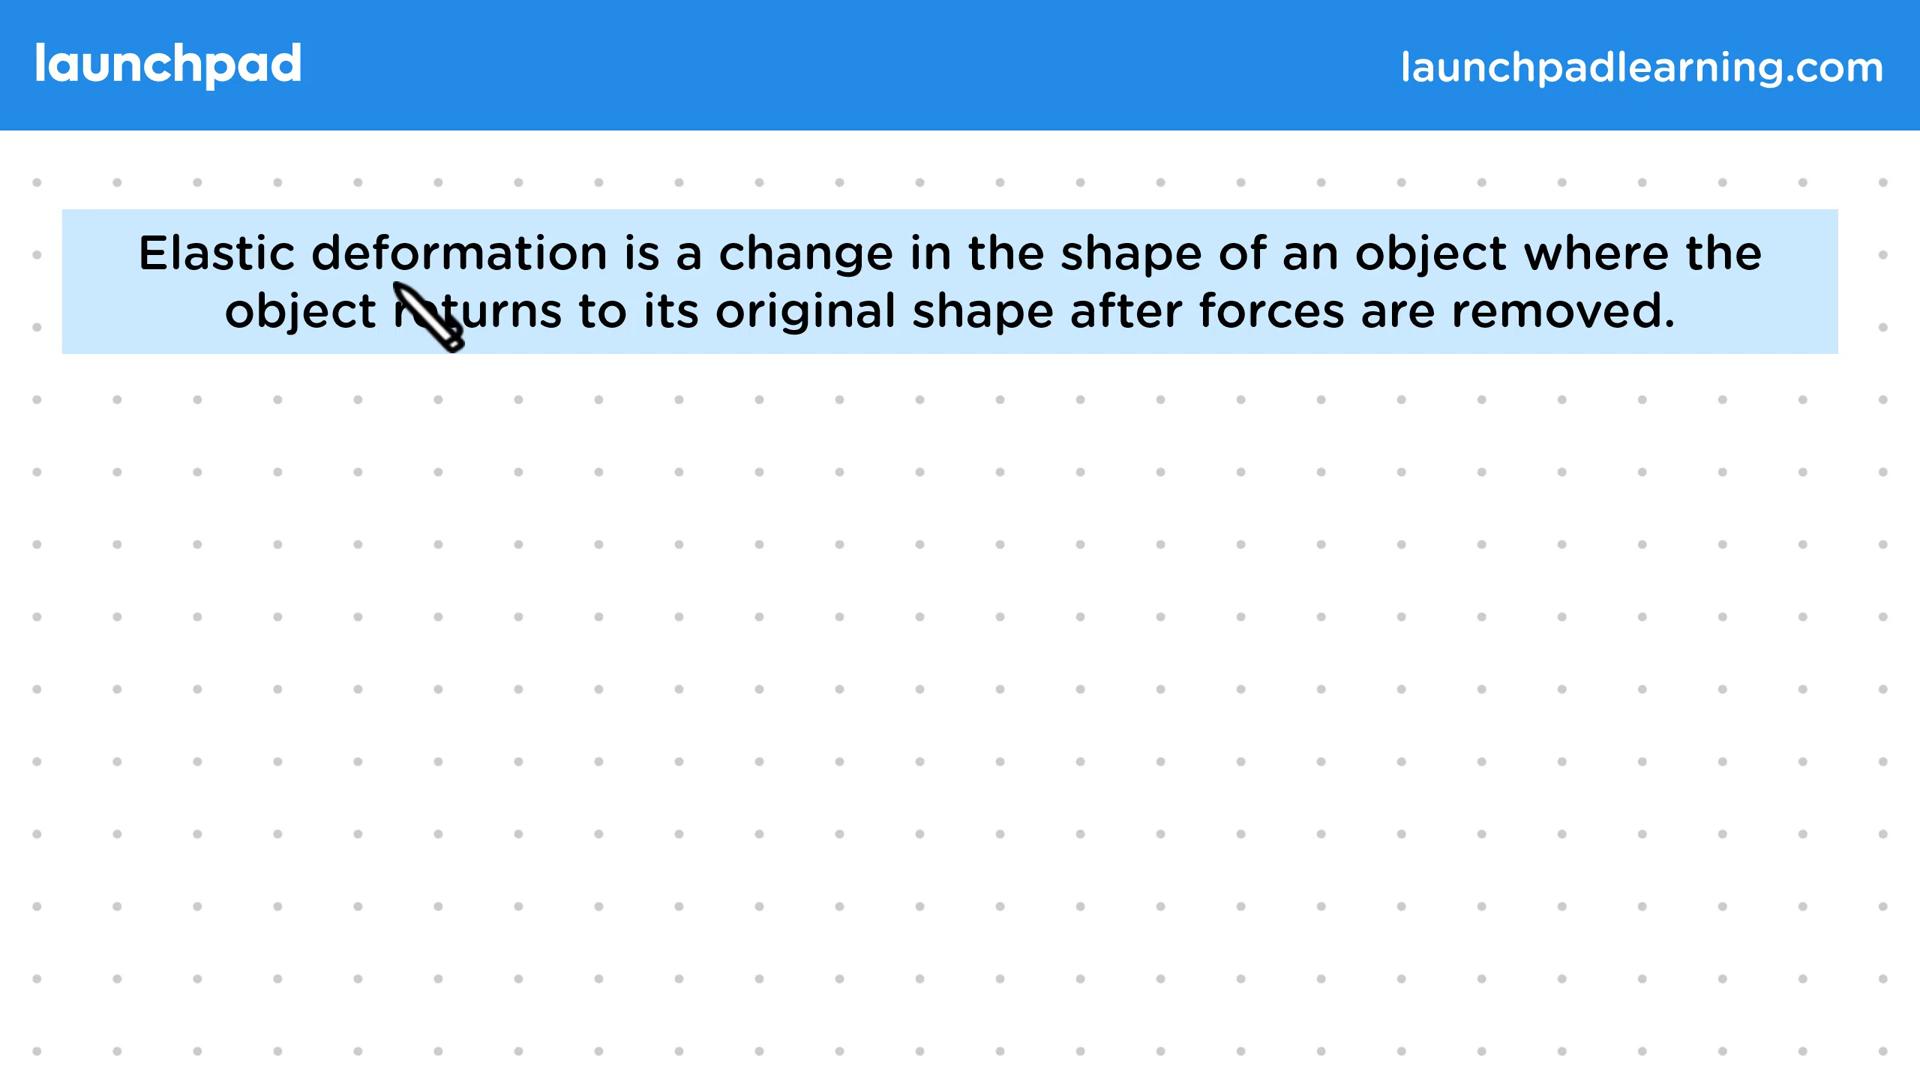 launchpad
launchpadlearning.com
Elastic deformation is a change in the shape of an object where the
object returns to its original shape after forces are removed.